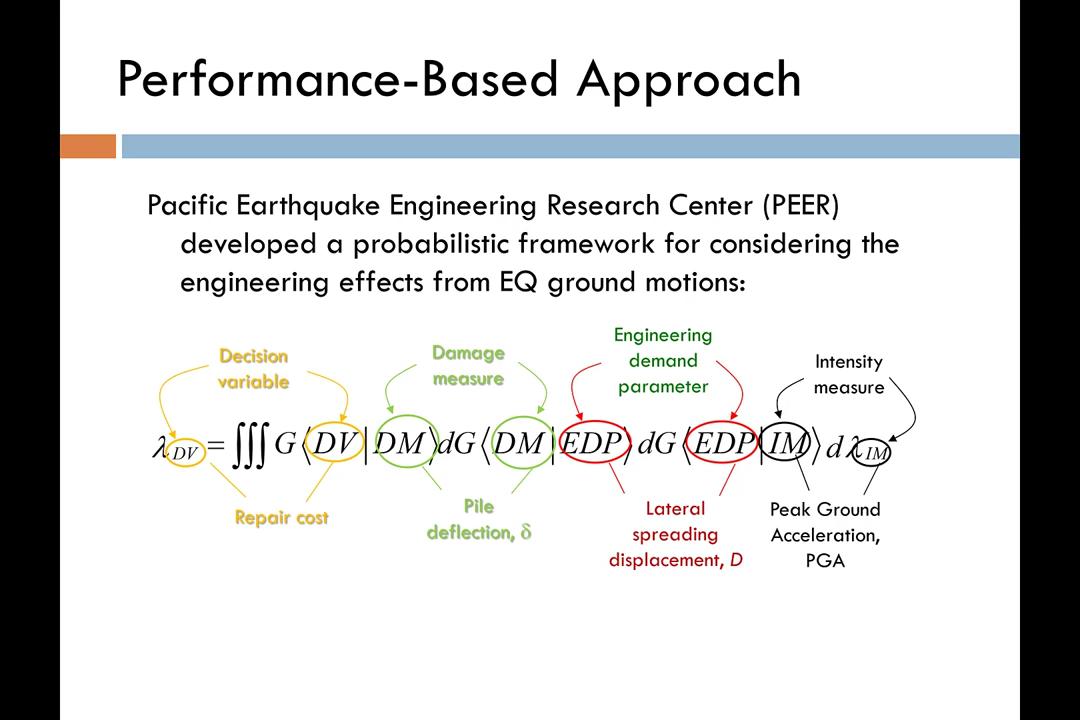 Performance-Based Approach
Pacific Earthquake Engineering Research Center (PEER)
developed a probabilistic framework for considering the
engineering effects from EQ ground motions:
Decision
variable
Damage
measure
Engineering
demand
parameter
Intensity
measure
λ_DV = ∭ G⟨DV|DM⟩dG⟨DM|EDP⟩dG⟨EDP|IM⟩dλ_IM
Repair cost
Pile
deflection, δ
Lateral
spreading
displacement, D
Peak Ground
Acceleration,
PGA